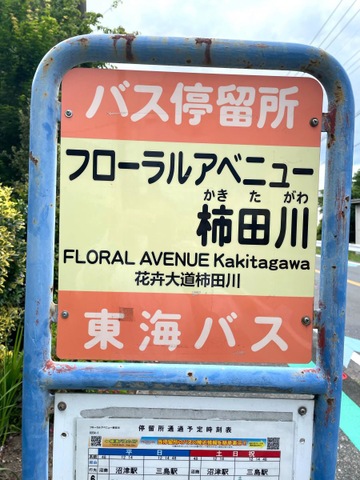 バス停留所
フローラルアベニュー
かきたがわ
柿田川
FLORAL AVENUE Kakitagawa
花卉大道柿田川
東海バス
停留所通過予定時刻表
平日
土日祝
沼津駅
三島駅
沼津駅
三島駅